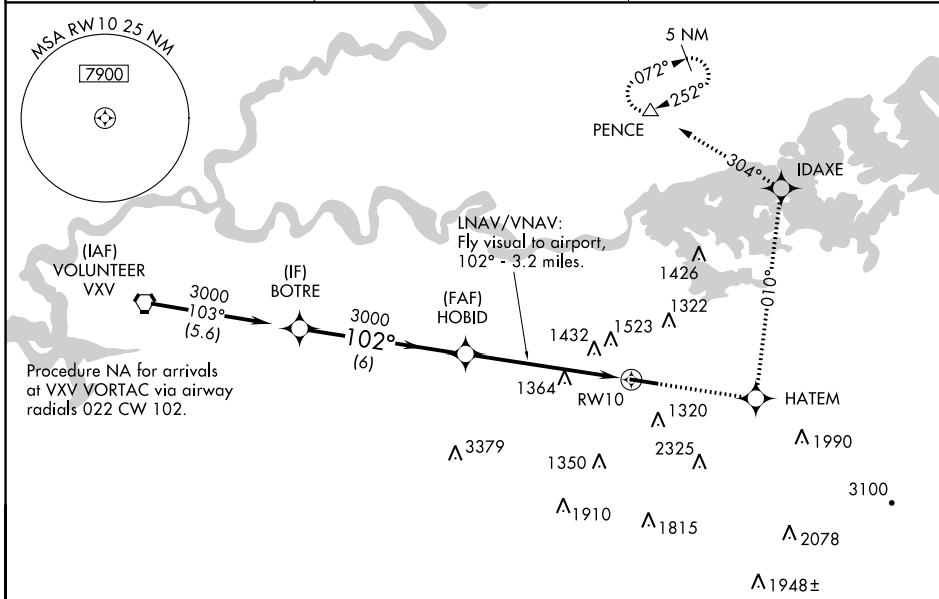 MSA RW10 25 NM
7900
5 NM
072°
252°
PENCE
304°
IDAXE
LNAV/VNAV:
Fly visual to airport,
102° - 3.2 miles.
1426
010°
(IAF)
VOLUNTEER
VXV
(IF)
BOTRE
(FAF)
HOBID
3000
103°
(5.6)
3000
102°
(6)
1322
1523
1432
1364
RW10
HATEM
Procedure NA for arrivals
at VXV VORTAC via airway
radials 022 CW 102.
1320
1990
3379
1350
2325
3100
1910
1815
2078
1948±